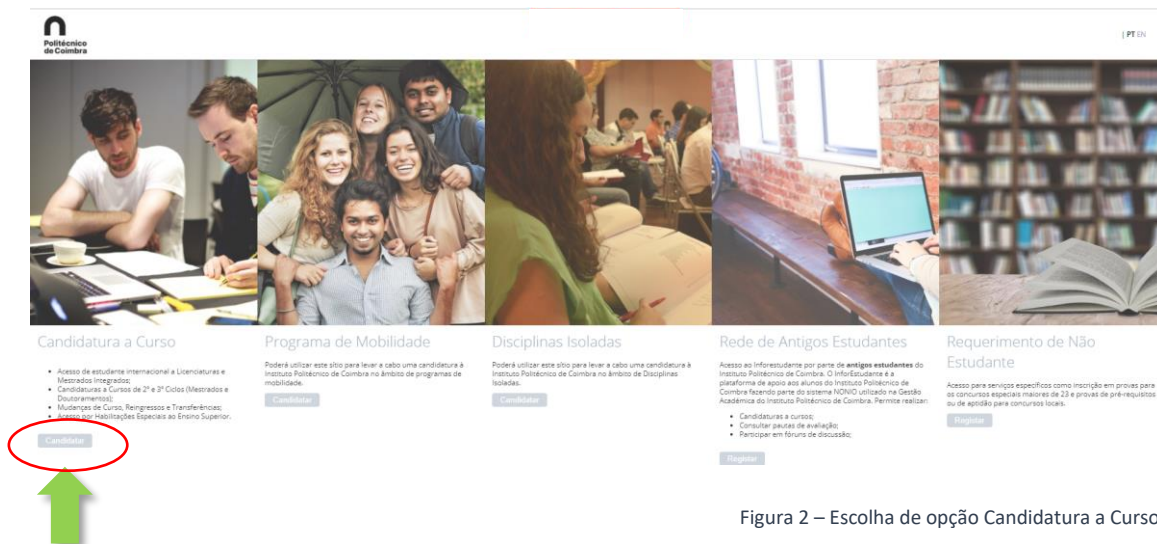 Politécnico
de Coimbra
| PT EN
Candidatura a Curso
• Acesso de estudante internacional a Licenciaturas e
Mestrados Integrados;
• Candidaturas a Cursos de 2º e 3º Ciclos (Mestrados e
Doutoramentos);
• Mudanças de Curso, Reingressos e Transferências;
• Acesso por Habilitações Especiais ao Ensino Superior.
Candidatar
Programa de Mobilidade
Poderá utilizar este sítio para levar a cabo uma candidatura à
Instituto Politécnico de Coimbra no âmbito de programas de
mobilidade.
Candidatar
Disciplinas Isoladas
Poderá utilizar este sítio para levar a cabo uma candidatura à
Instituto Politécnico de Coimbra no âmbito de Disciplinas
Isoladas.
Candidatar
Rede de Antigos Estudantes
Acesso ao Inforestudante por parte de antigos estudantes do
Instituto Politécnico de Coimbra. O InforEstudante é a
plataforma de apoio aos alunos do Instituto Politécnico de
Coimbra fazendo parte do sistema NONIO utilizado na Gestão
Académica do Instituto Politécnico de Coimbra. Permite realizar:
• Candidaturas a cursos;
• Consultar pautas de avaliação;
• Participar em fóruns de discussão;
Registar
Requerimento de Não
Estudante
Acesso para serviços específicos como inscrição em provas para
os concursos especiais maiores de 23 e provas de pré-requisitos
ou de aptidão para concursos locais.
Registar
Figura 2 – Escolha de opção Candidatura a Curso